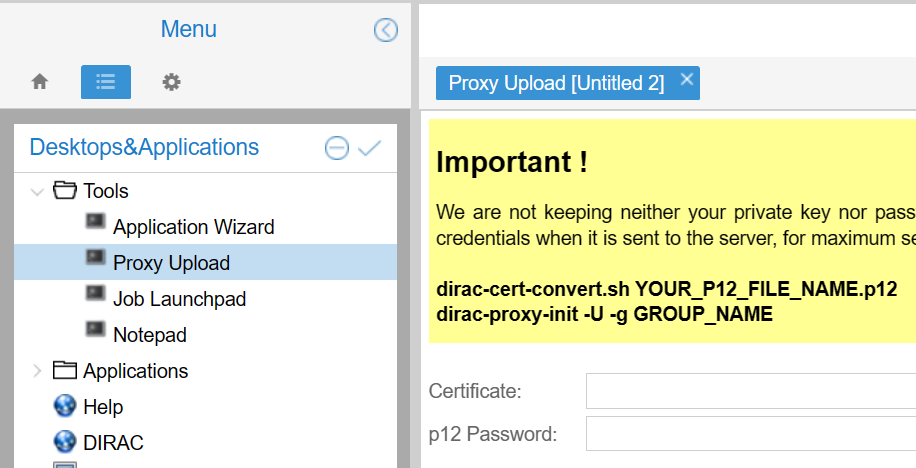 Menu
Desktops&Applications
Tools
Application Wizard
Proxy Upload
Job Launchpad
Notepad
Applications
Help
DIRAC
Proxy Upload [Untitled 2]
Important !
We are not keeping neither your private key nor pass
credentials when it is sent to the server, for maximum se
dirac-cert-convert.sh YOUR_P12_FILE_NAME.p12
dirac-proxy-init -U -g GROUP_NAME
Certificate:
p12 Password: